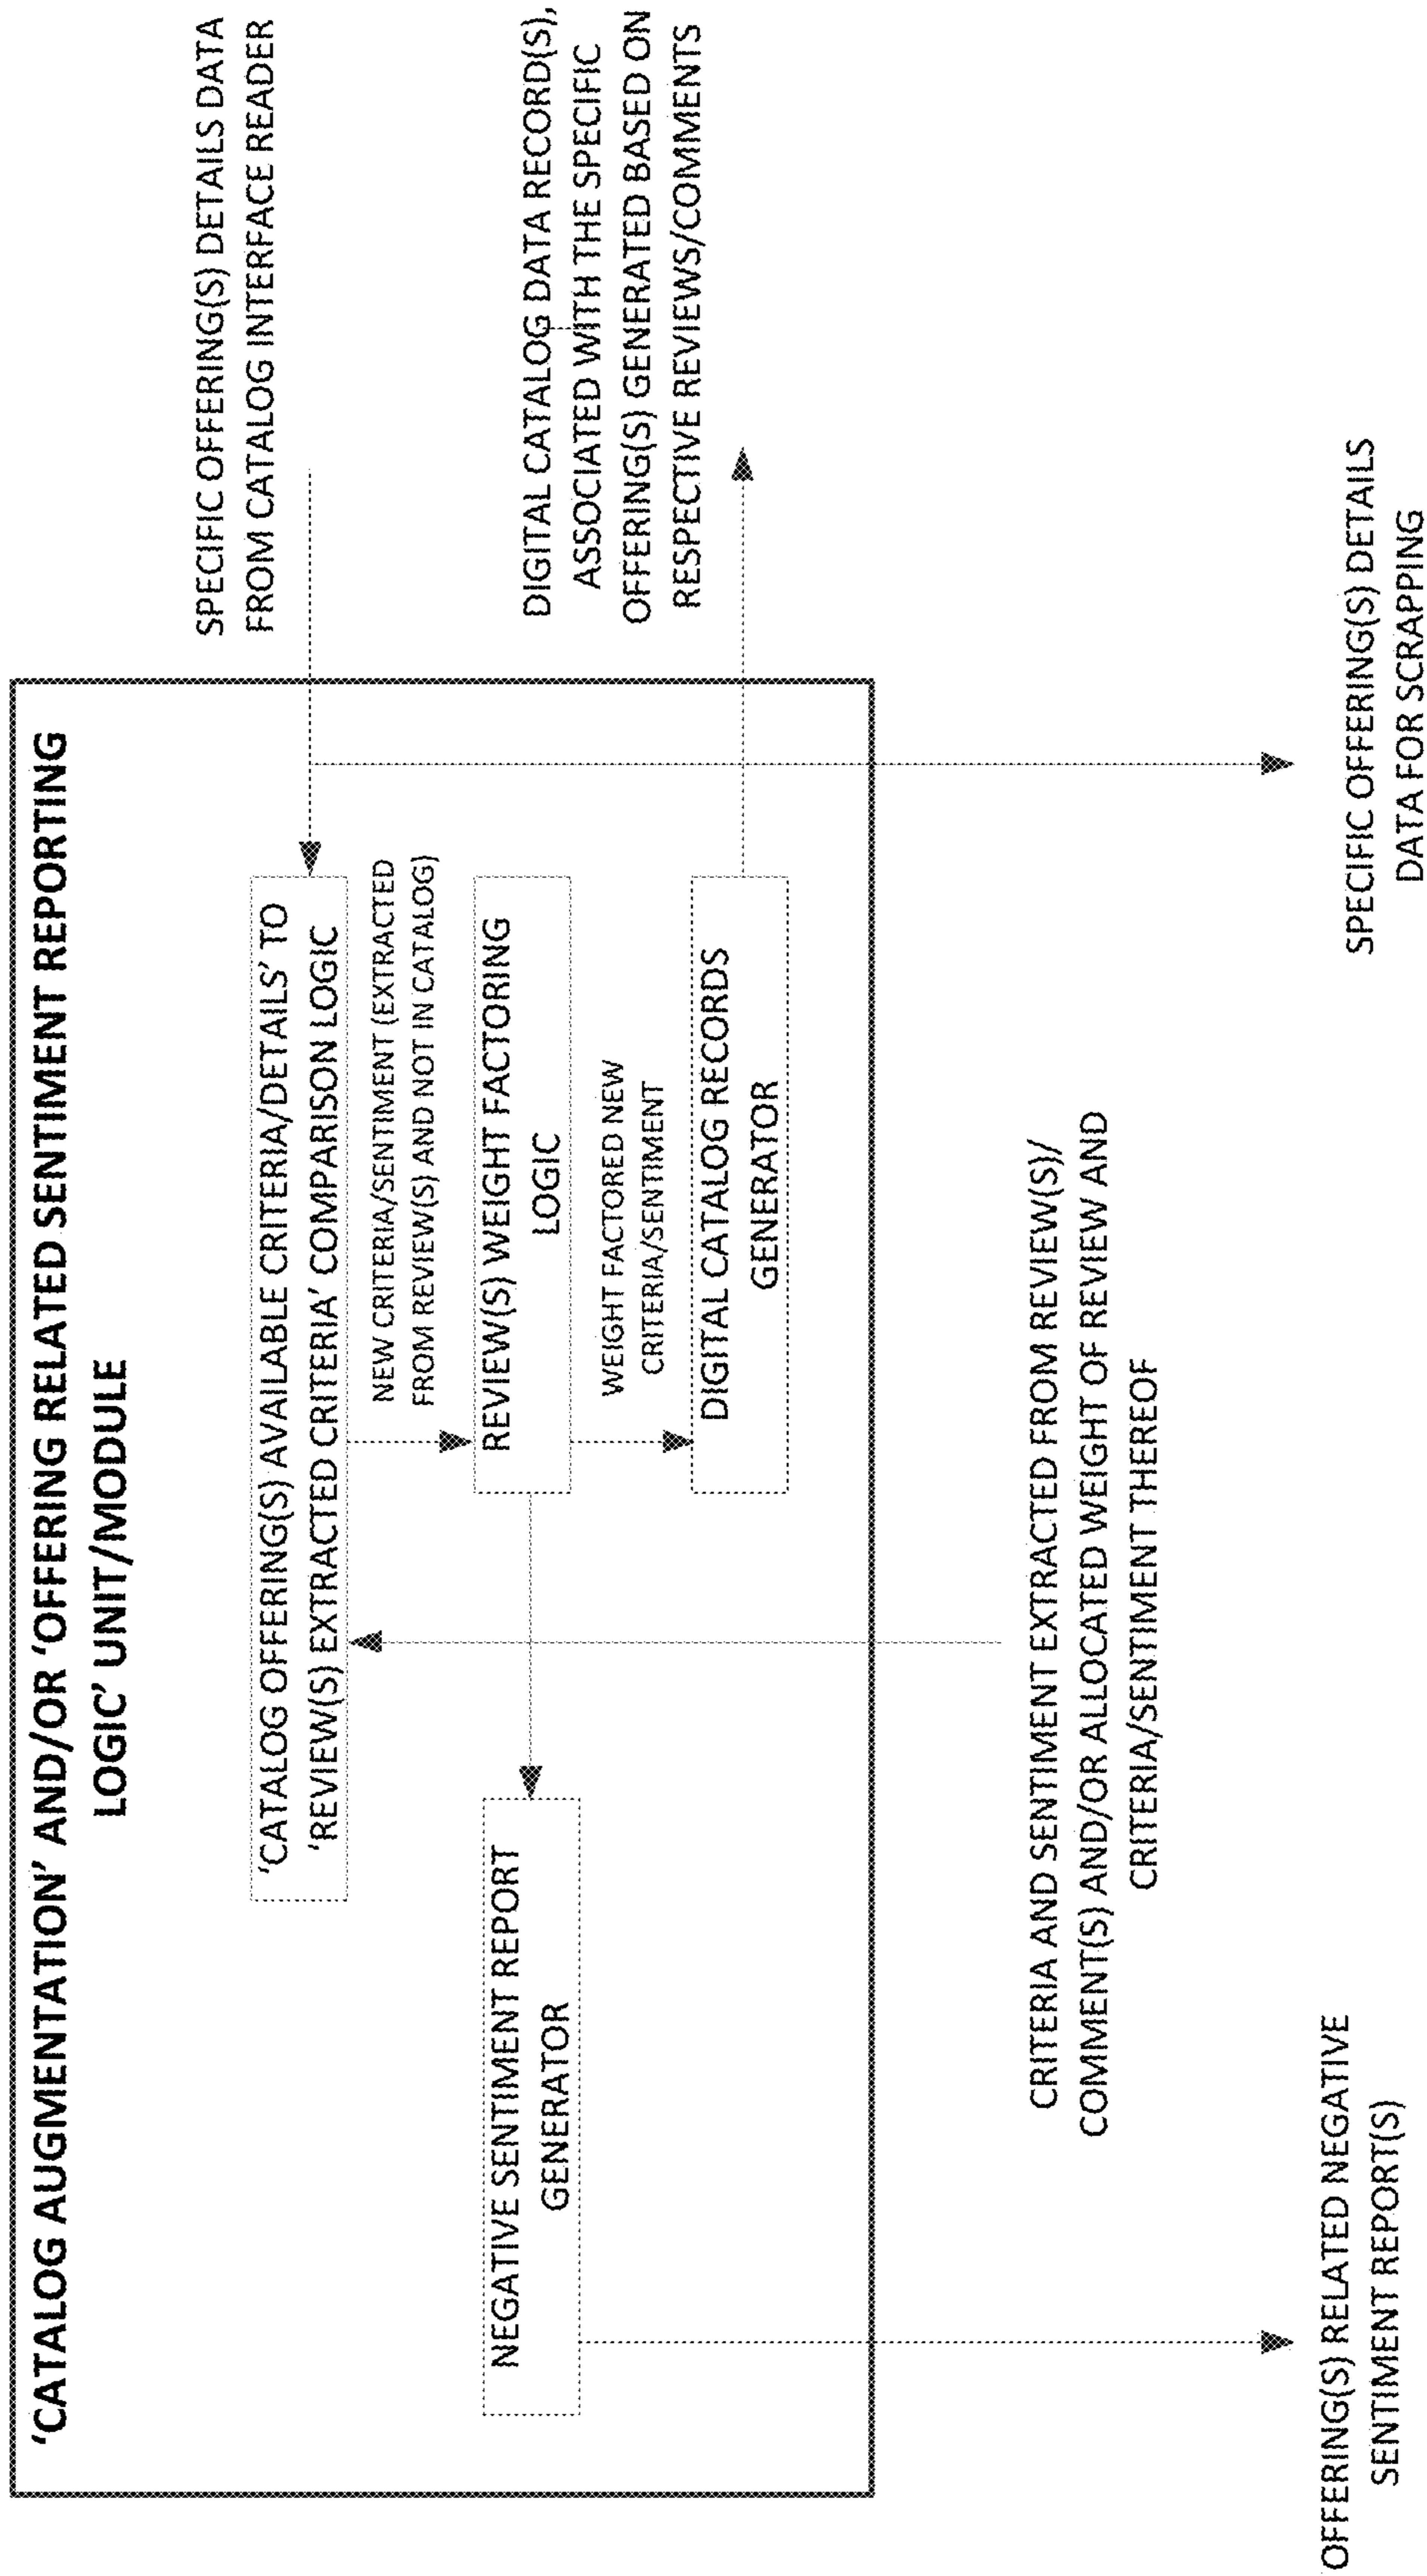 'CATALOG AUGMENTATION' AND/OR 'OFFERING RELATED SENTIMENT REPORTING
LOGIC' UNIT/MODULE
SPECIFIC OFFERING(S) DETAILS DATA
FROM CATALOG INTERFACE READER
'CATALOG OFFERING(S) AVAILABLE CRITERIA/DETAILS' TO
'REVIEW(S) EXTRACTED CRITERIA' COMPARISON LOGIC
NEW CRITERIA/SENTIMENT (EXTRACTED
FROM REVIEW(S) AND NOT IN CATALOG)
NEGATIVE SENTIMENT REPORT
GENERATOR
REVIEW(S) WEIGHT FACTORING
LOGIC
DIGITAL CATALOG DATA RECORD(S),
ASSOCIATED WITH THE SPECIFIC
OFFERING(S) GENERATED BASED ON
RESPECTIVE REVIEWS/COMMENTS
WEIGHT FACTORED NEW
CRITERIA/SENTIMENT
DIGITAL CATALOG RECORDS
GENERATOR
CRITERIA AND SENTIMENT EXTRACTED FROM REVIEW(S)/
COMMENT(S) AND/OR ALLOCATED WEIGHT OF REVIEW AND
CRITERIA/SENTIMENT THEREOF
OFFERING(S) RELATED NEGATIVE
SENTIMENT REPORT(S)
SPECIFIC OFFERING(S) DETAILS
DATA FOR SCRAPPING